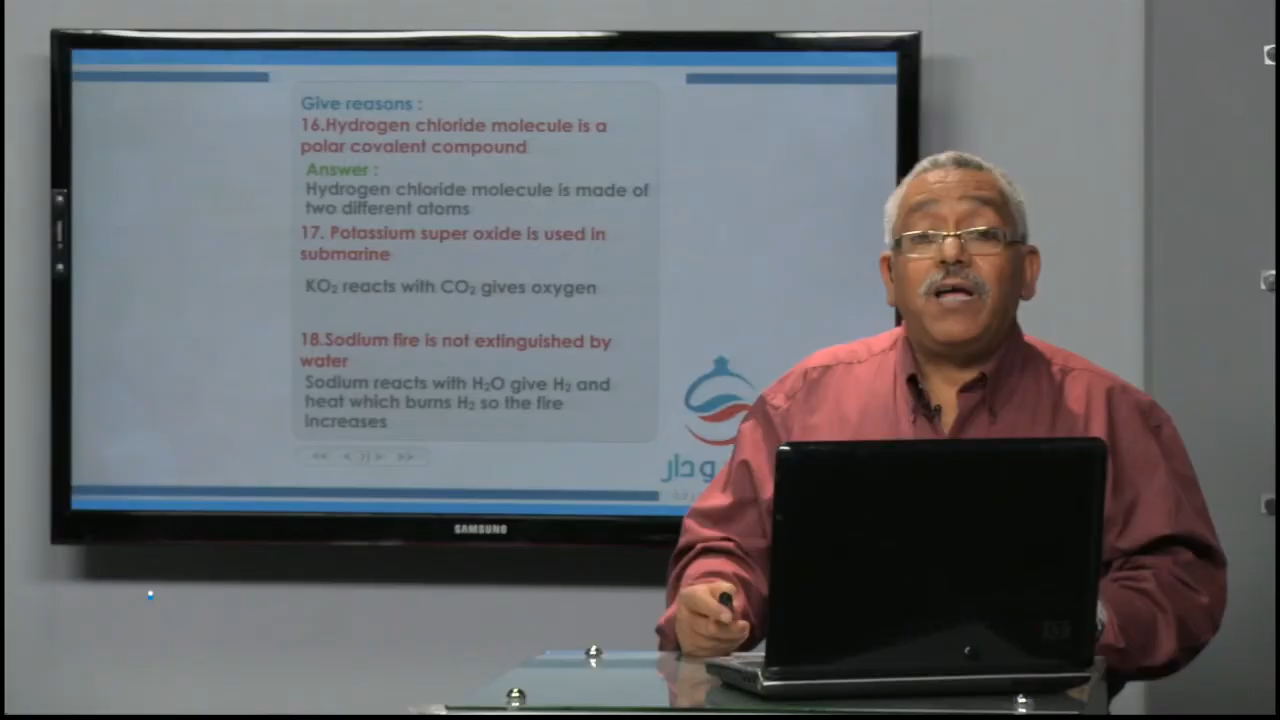 Give reasons :
16.Hydrogen chloride molecule is a
polar covalent compound
Answer :
Hydrogen chloride molecule is made of
two different atoms
17. Potassium super oxide is used in
submarine
KO₂ reacts with CO₂ gives oxygen
18.Sodium fire is not extinguished by
water
Sodium reacts with H₂O give H₂ and
heat which burns H₂ so the fire
increases
ودار
SAMSUNG